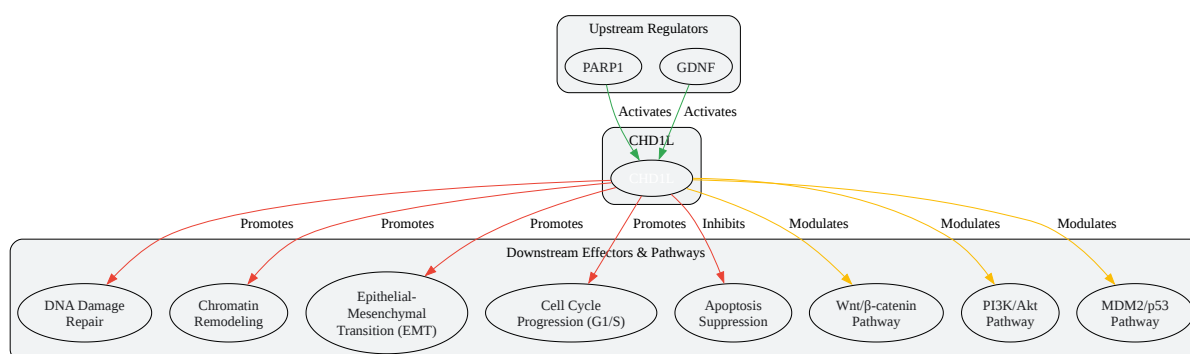 Upstream Regulators
PARP1
GDNF
Activates
Activates
CHD1L
CHD1L
Promotes
Promotes
Promotes
Promotes
Inhibits
Modulates
Modulates
Modulates
Downstream Effectors & Pathways
DNA Damage
Repair
Chromatin
Remodeling
Epithelial-
Mesenchymal
Transition (EMT)
Cell Cycle
Progression (G1/S)
Apoptosis
Suppression
Wnt/β-catenin
Pathway
PI3K/Akt
Pathway
MDM2/p53
Pathway